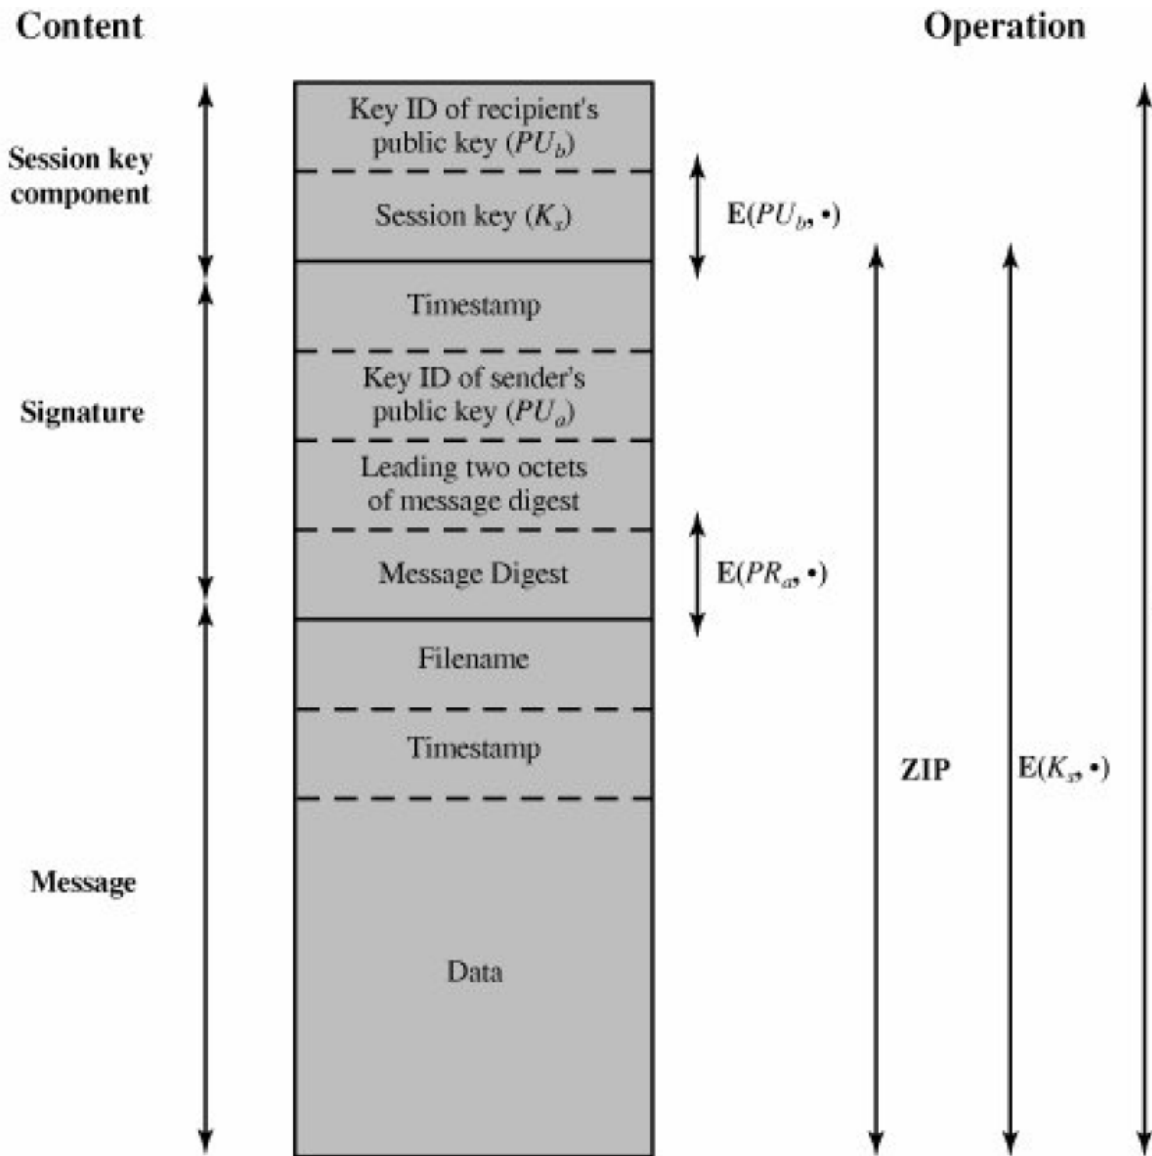 Content
Operation
Key ID of recipient's
public key (PU_b)
Session key
component
Session key (K_s)
E(PU_b, •)
Timestamp
Key ID of sender's
public key (PU_a)
Signature
Leading two octets
of message digest
Message Digest
E(PR_a, •)
Filename
Timestamp
ZIP
E(K_s, •)
Message
Data